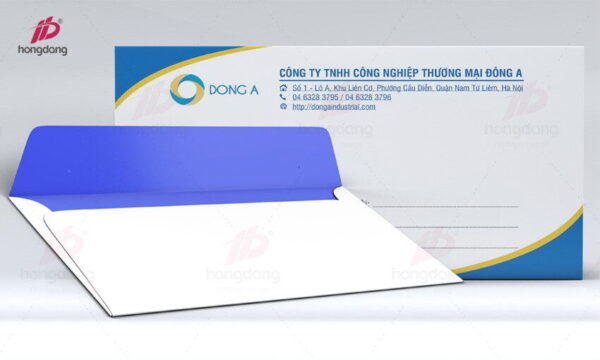 hb
hongdang
DONG A
CÔNG TY TNHH CÔNG NGHIỆP THƯƠNG MẠI ĐÔNG A
Số 1 - Lô A, Khu Liên Cơ, Phường Cầu Diễn, Quận Nam Từ Liêm, Hà Nội
04 6328 3795 / 04 6328 3796
http://dongaindustrial.com
hongdang
hongdang
hongdang